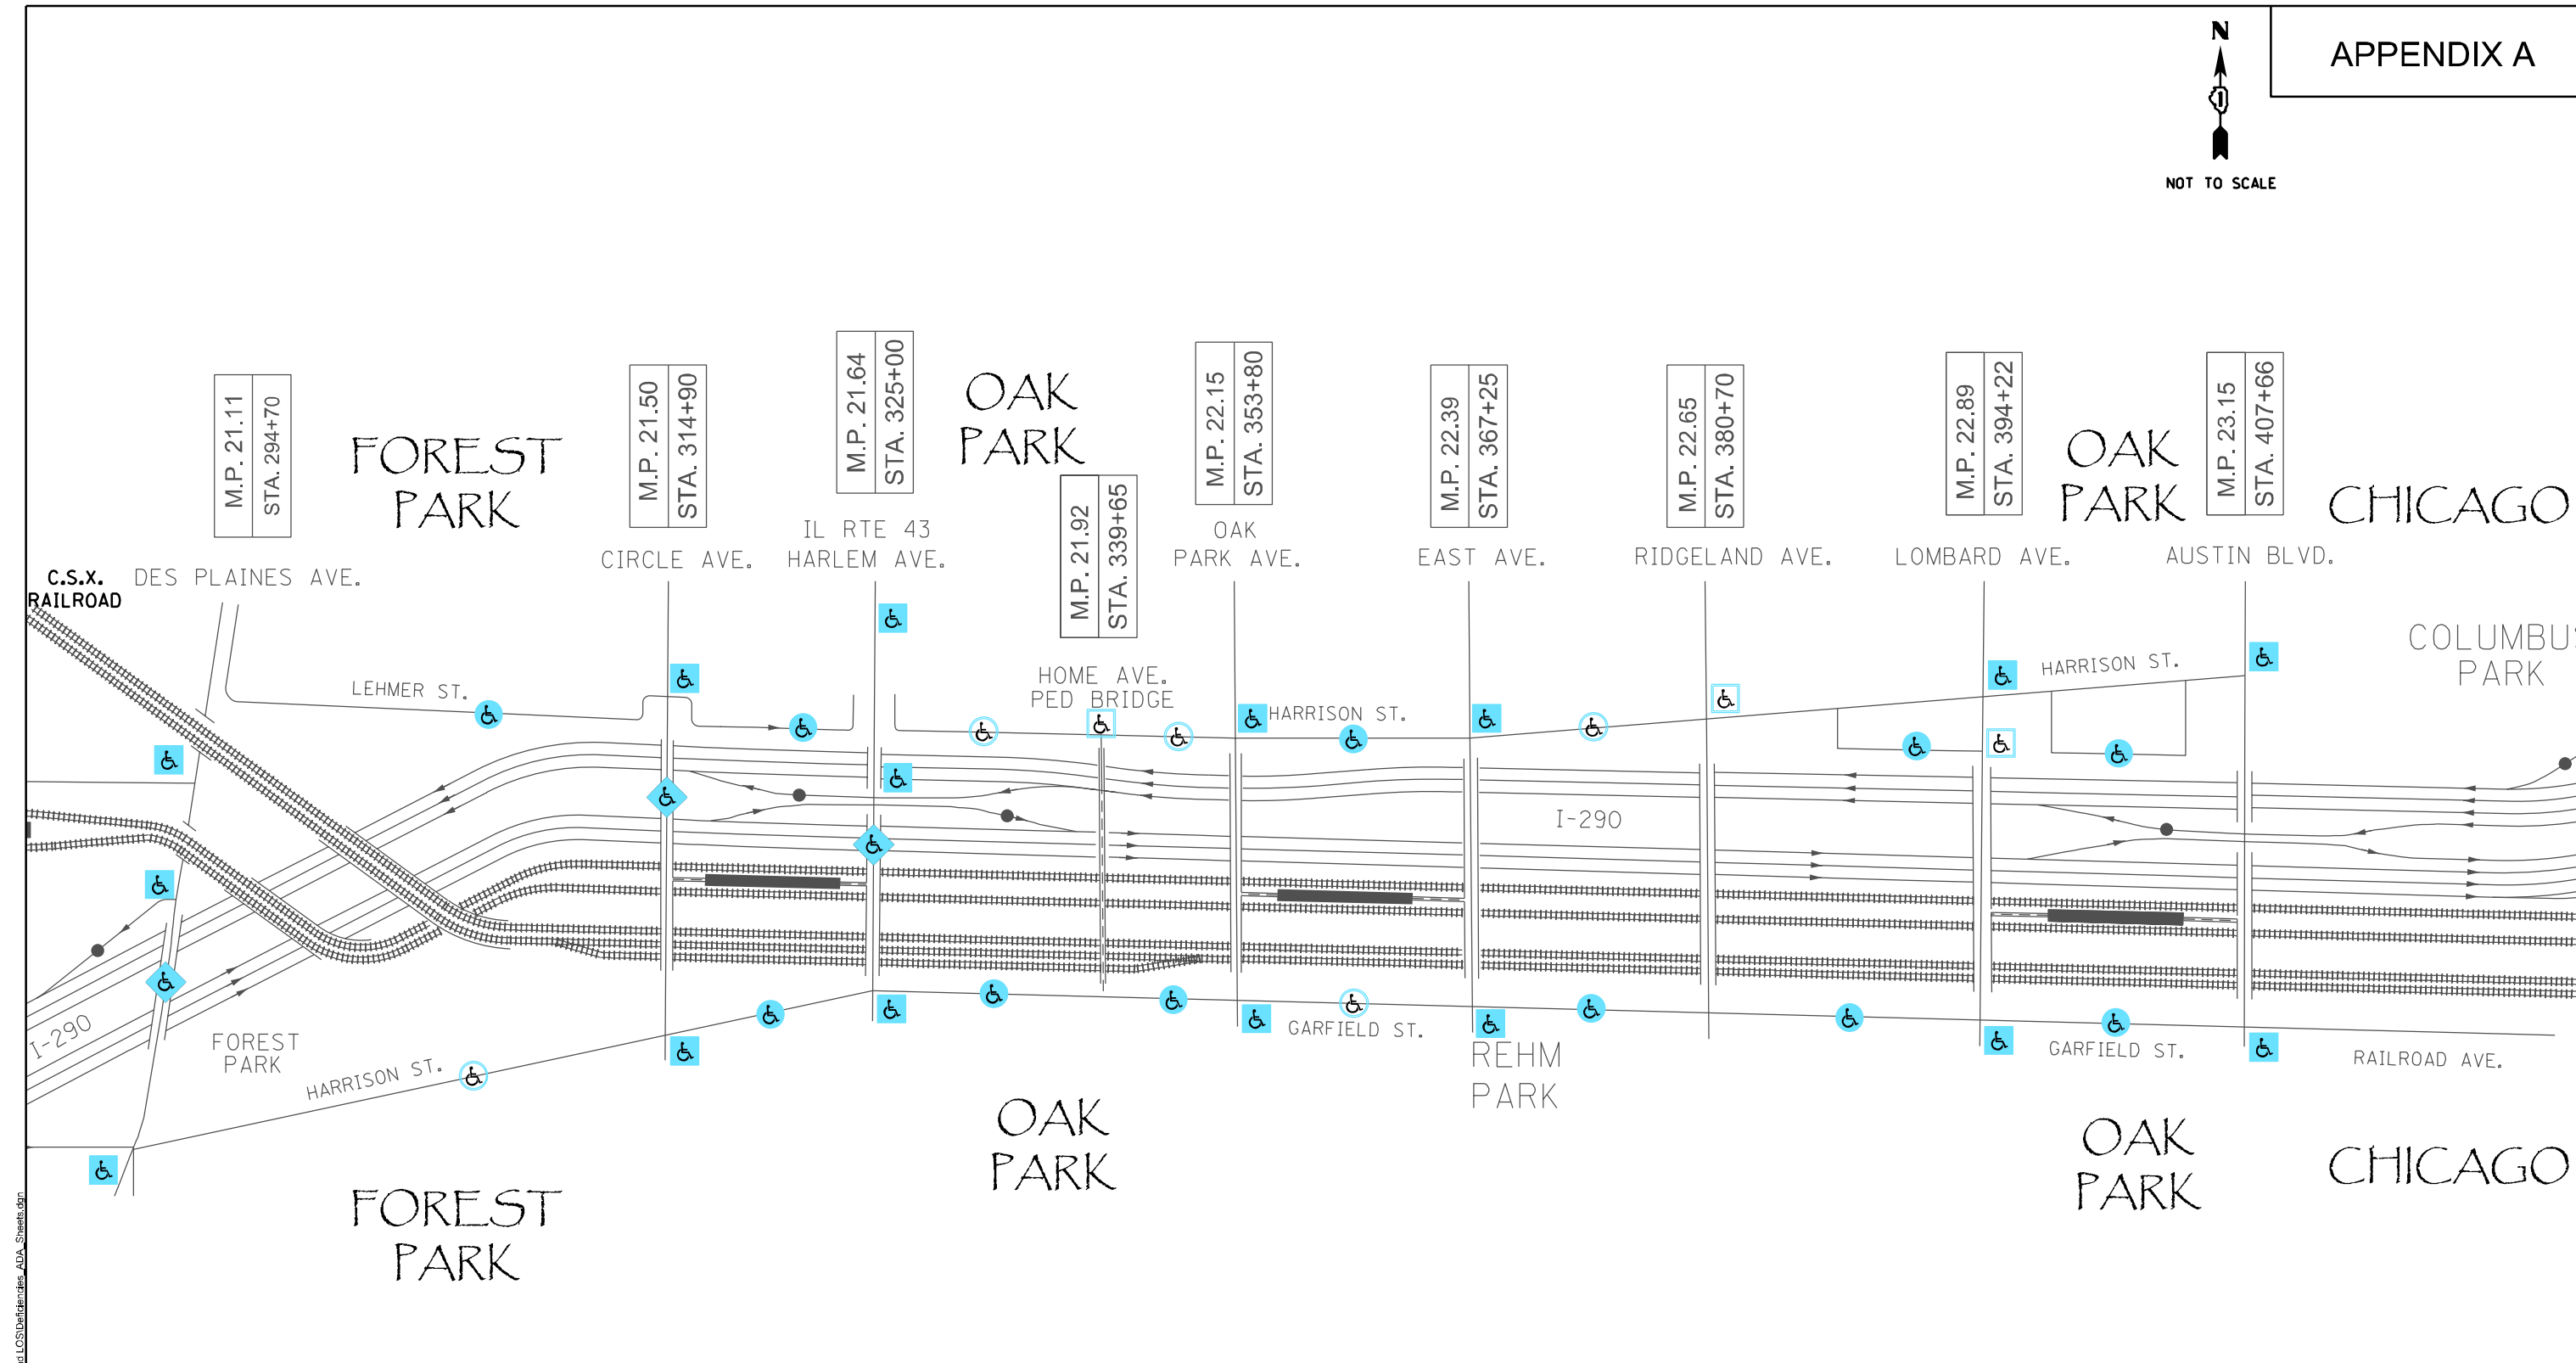 APPENDIX A
N
NOT TO SCALE
M.P. 21.11
STA. 294+70
M.P. 21.50
STA. 314+90
M.P. 21.64
STA. 325+00
M.P. 21.92
STA. 339+65
M.P. 22.15
STA. 353+80
M.P. 22.39
STA. 367+25
M.P. 22.65
STA. 380+70
M.P. 22.89
STA. 394+22
M.P. 23.15
STA. 407+66
FOREST
PARK
OAK
PARK
OAK
PARK
CHICAGO
C.S.X.
RAILROAD
DES PLAINES AVE.
CIRCLE AVE.
IL RTE 43
HARLEM AVE.
HOME AVE.
PED BRIDGE
OAK
PARK AVE.
EAST AVE.
RIDGELAND AVE.
LOMBARD AVE.
AUSTIN BLVD.
COLUMBUS
PARK
LEHMER ST.
HARRISON ST.
HARRISON ST.
I-290
I-290
FOREST
PARK
HARRISON ST.
GARFIELD ST.
REHM
PARK
GARFIELD ST.
RAILROAD AVE.
OAK
PARK
OAK
PARK
CHICAGO
FOREST
PARK
LOS\Deficiencies_ADA_Sheets.dgn